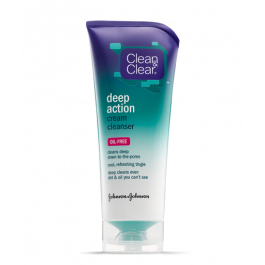 Clean&
Clear®
deep
action
cream
cleanser
OIL FREE
cleans deep
down to the pores
cool, refreshing tingle
deep cleans even
dirt & oil you can't see
Johnson & Johnson